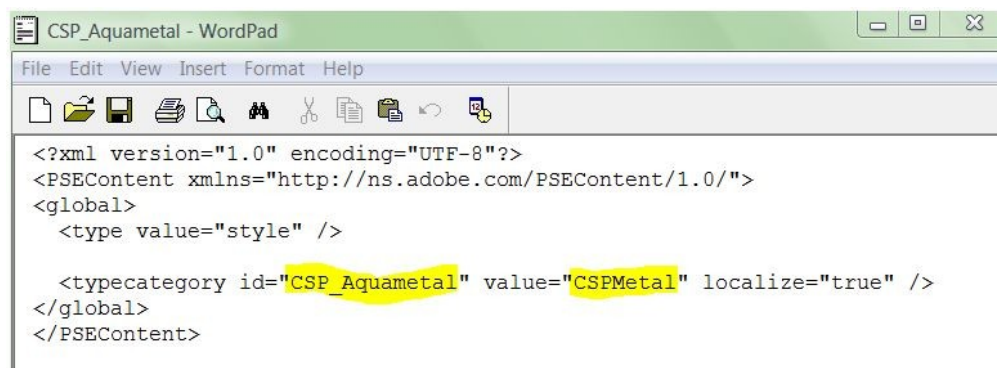 CSP_Aquametal - WordPad
File Edit View Insert Format Help
<?xml version="1.0" encoding="UTF-8"?>
<PSEContent xmlns="http://ns.adobe.com/PSEContent/1.0/">
<global>
  <type value="style" />
  <typecategory id="CSP_Aquametal" value="CSPMetal" localize="true" />
</global>
</PSEContent>